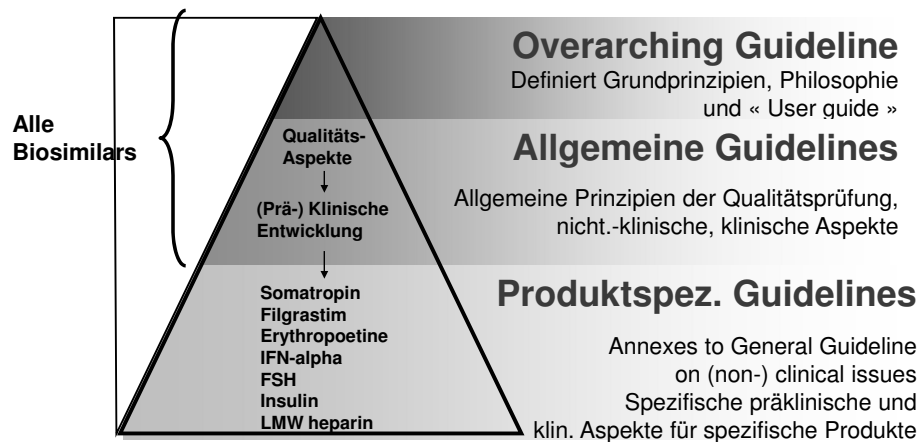 Overarching Guideline
Definiert Grundprinzipien, Philosophie
und « User guide »
Alle
Biosimilars
Qualitäts-
Aspekte
(Prä-) Klinische
Entwicklung
Allgemeine Guidelines
Allgemeine Prinzipien der Qualitätsprüfung,
nicht.-klinische, klinische Aspekte
Somatropin
Filgrastim
Erythropoetine
IFN-alpha
FSH
Insulin
LMW heparin
Produktspez. Guidelines
Annexes to General Guideline
on (non-) clinical issues
Spezifische präklinische und
klin. Aspekte für spezifische Produkte